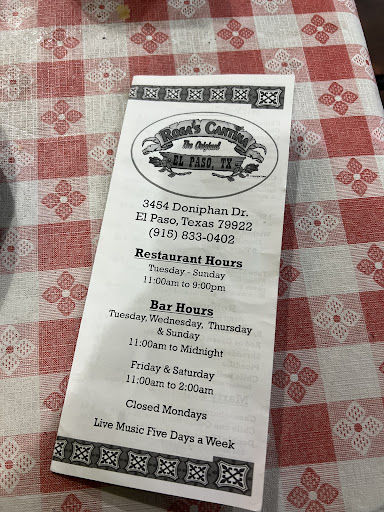 ROSA'S CANTINA
The Original
EL PASO, TX
3454 Doniphan Dr.
El Paso, Texas 79922
(915) 833-0402
Restaurant Hours
Tuesday - Sunday
11:00am to 9:00pm
Bar Hours
Tuesday, Wednesday, Thursday
& Sunday
11:00am to Midnight
Friday & Saturday
11:00am to 2:00am
Closed Mondays
Live Music Five Days a Week